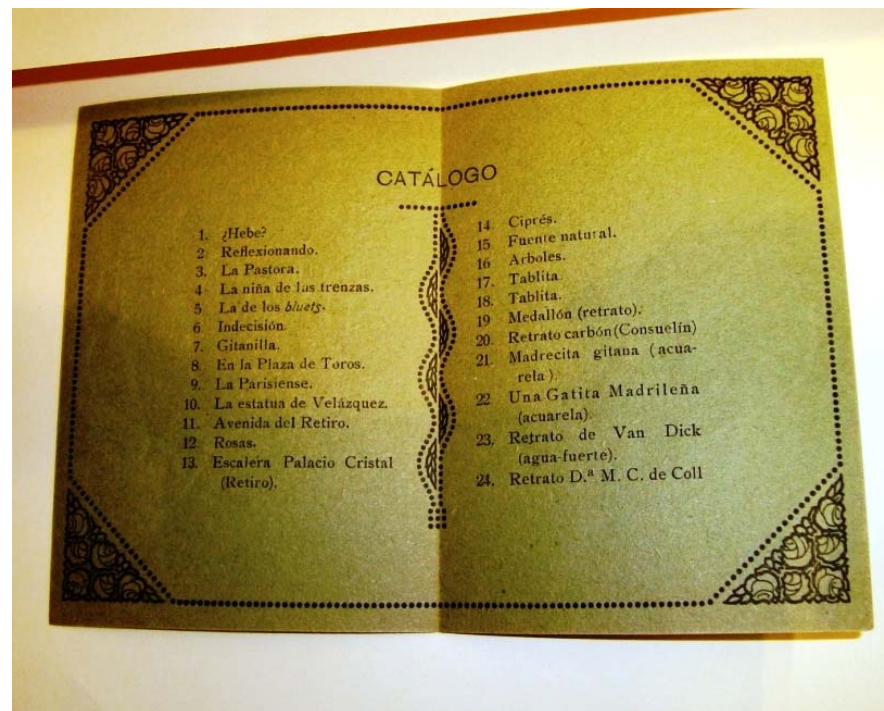 CATÁLOGO
1. ¿Hebe?
2. Reflexionando.
3. La Pastora.
4 La niña de las trenzas.
5 La de los bluets.
6 Indecisión.
7. Gitanilla.
8. En la Plaza de Toros.
9. La Parisiense.
10. La estatua de Velázquez.
11. Avenida del Retiro.
12 Rosas.
13. Escalera Palacio Cristal
(Retiro).
14 Ciprés.
15 Fuente natural.
16 Arboles.
17. Tablita.
18. Tablita.
19 Medallón (retrato).
20. Retrato carbón (Consuelín)
21. Madrecita gitana (acua-
rela).
22 Una Gatita Madrileña
(acuarela).
23. Retrato de Van Dick
(agua-fuerte).
24. Retrato D.ª M. C. de Coll